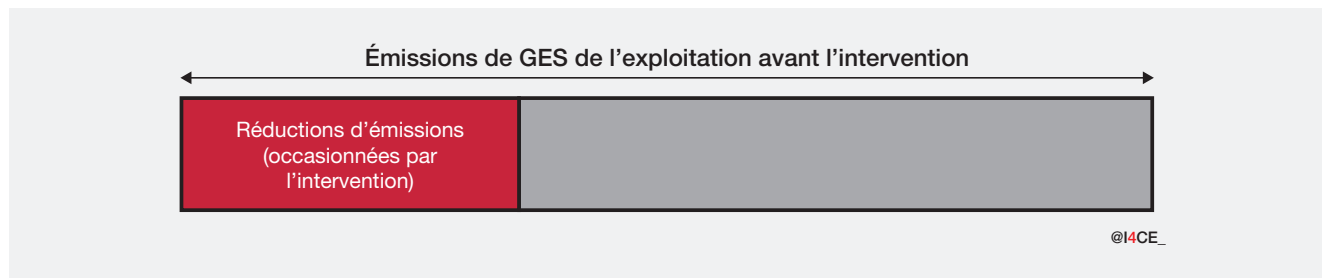 Émissions de GES de l’exploitation avant l’intervention
Réductions d’émissions
(occasionnées par
l’intervention)
@I4CE_